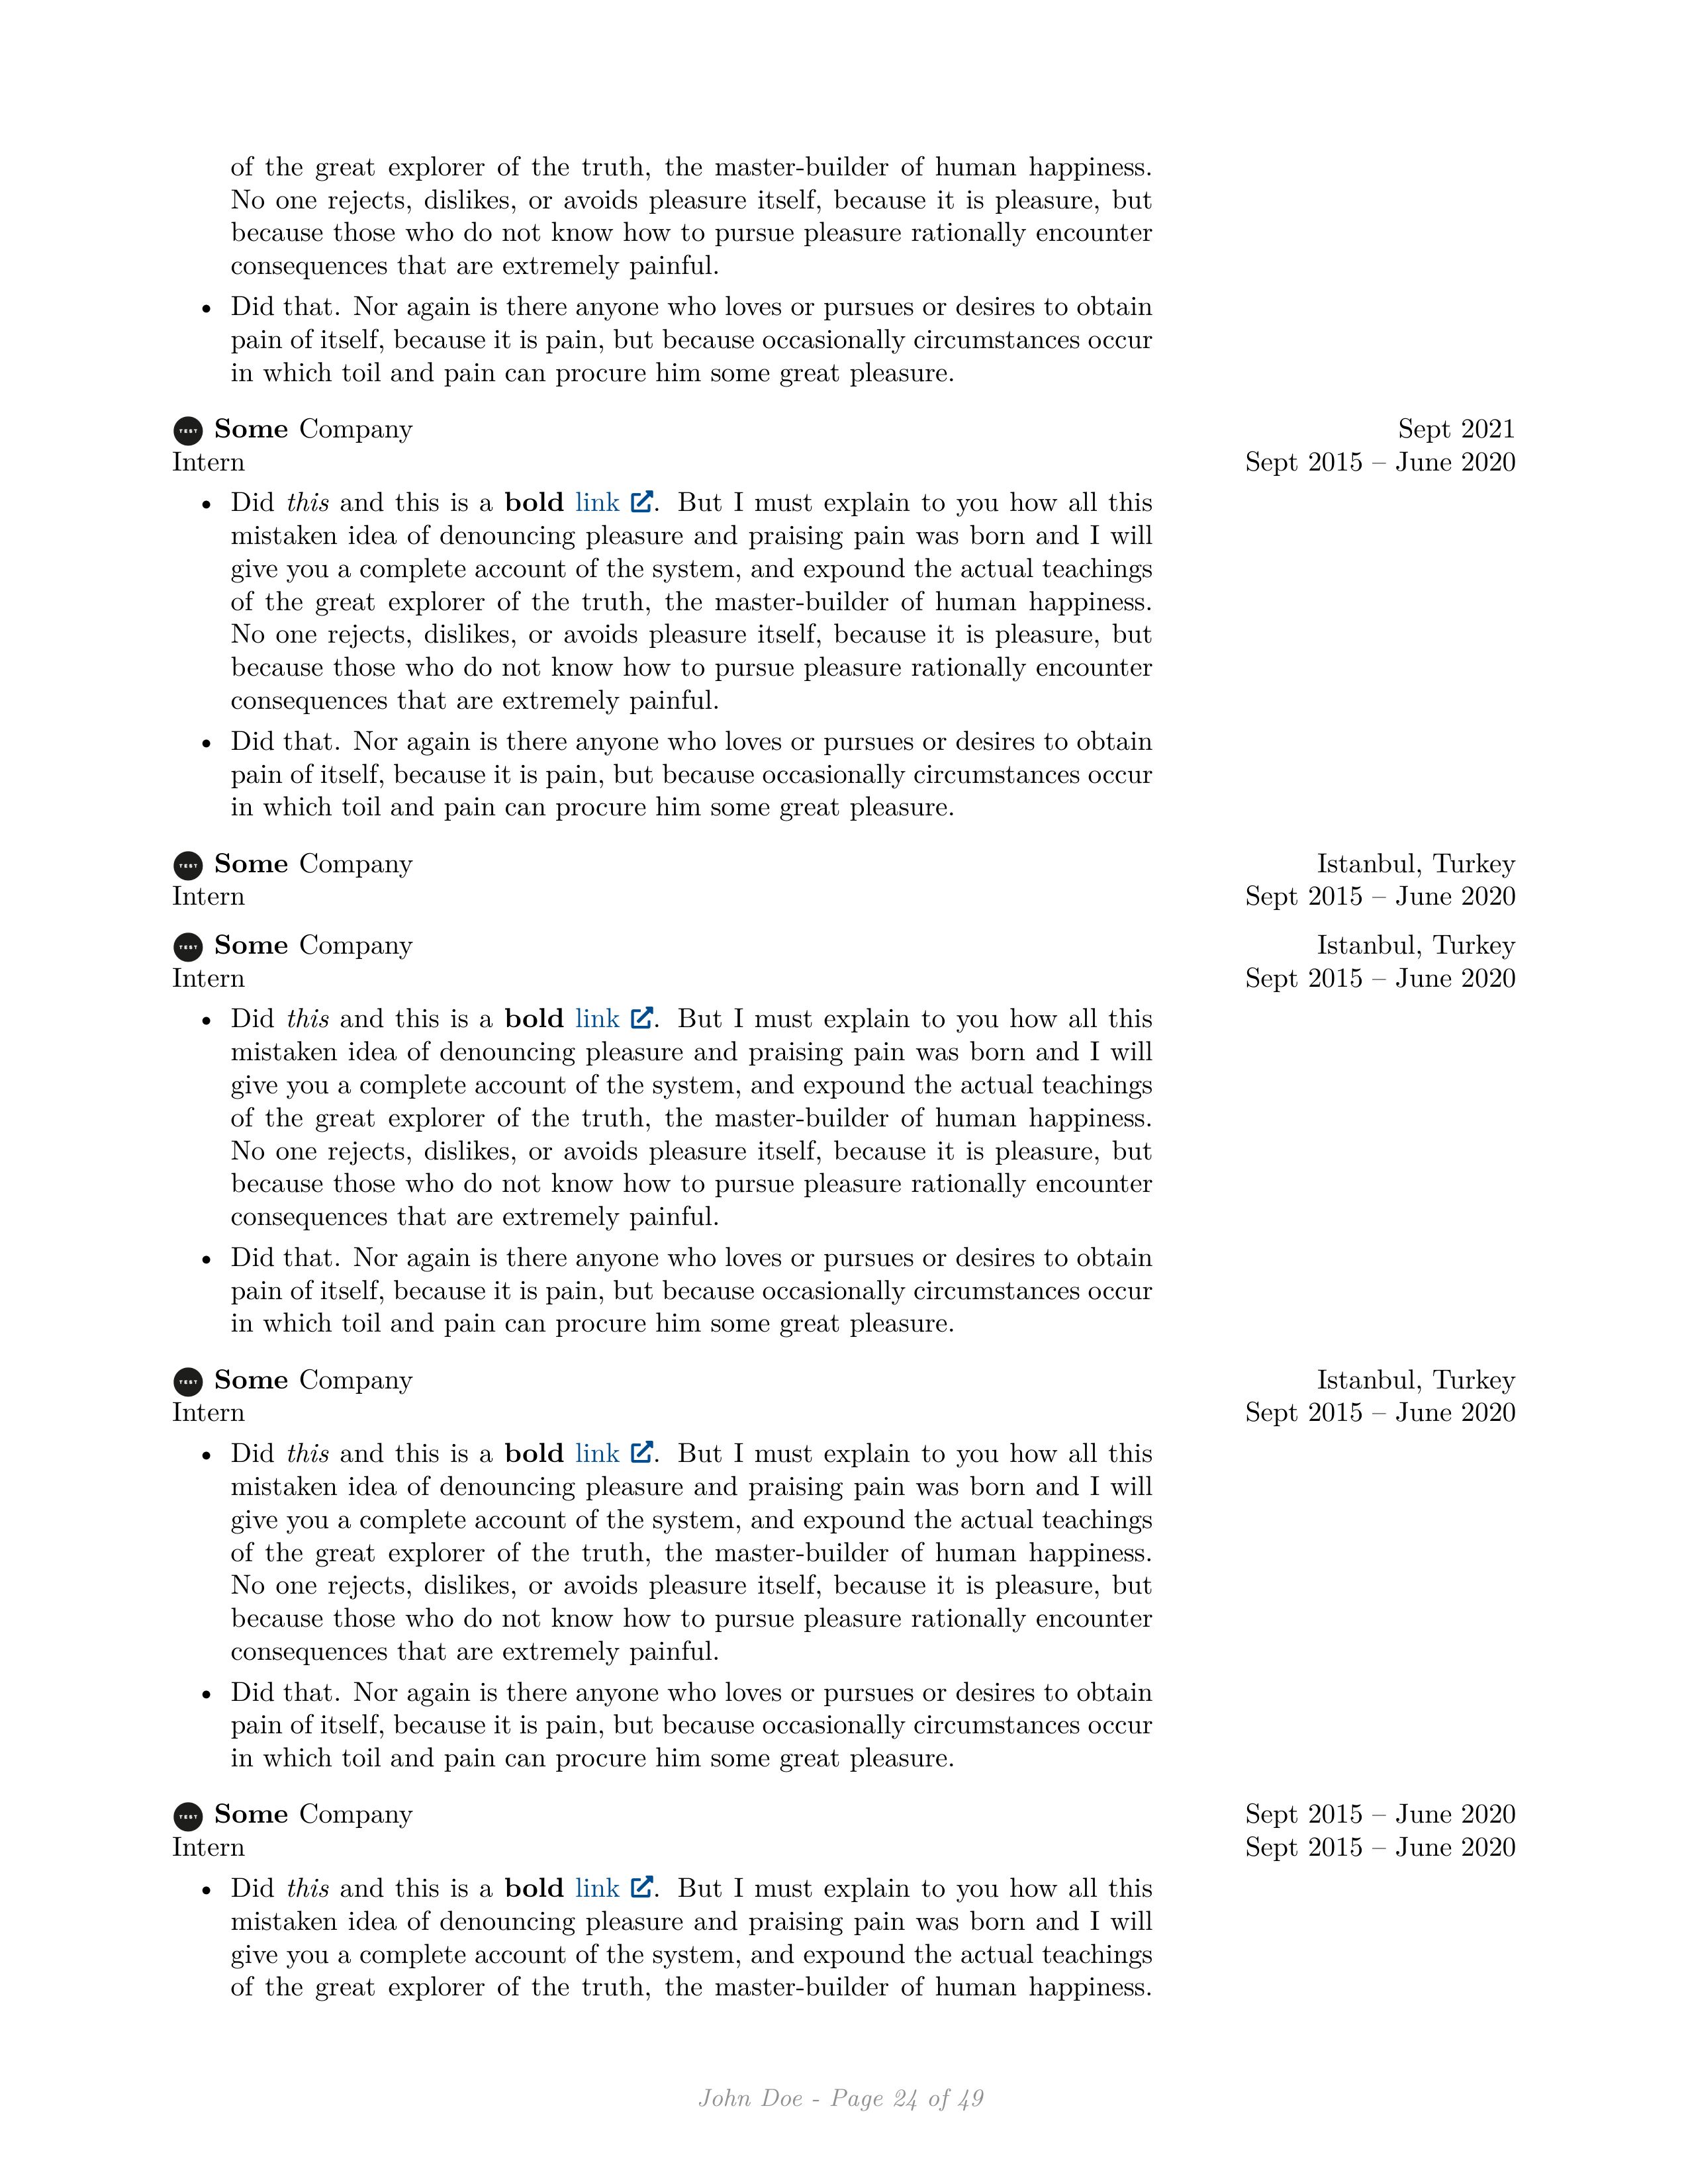 of the great explorer of the truth, the master-builder of human happiness.
No one rejects, dislikes, or avoids pleasure itself, because it is pleasure, but
because those who do not know how to pursue pleasure rationally encounter
consequences that are extremely painful.
• Did that. Nor again is there anyone who loves or pursues or desires to obtain
pain of itself, because it is pain, but because occasionally circumstances occur
in which toil and pain can procure him some great pleasure.
TEST Some Company Sept 2021
Intern Sept 2015 – June 2020
• Did this and this is a bold link. But I must explain to you how all this
mistaken idea of denouncing pleasure and praising pain was born and I will
give you a complete account of the system, and expound the actual teachings
of the great explorer of the truth, the master-builder of human happiness.
No one rejects, dislikes, or avoids pleasure itself, because it is pleasure, but
because those who do not know how to pursue pleasure rationally encounter
consequences that are extremely painful.
• Did that. Nor again is there anyone who loves or pursues or desires to obtain
pain of itself, because it is pain, but because occasionally circumstances occur
in which toil and pain can procure him some great pleasure.
TEST Some Company Istanbul, Turkey
Intern Sept 2015 – June 2020
TEST Some Company Istanbul, Turkey
Intern Sept 2015 – June 2020
• Did this and this is a bold link. But I must explain to you how all this
mistaken idea of denouncing pleasure and praising pain was born and I will
give you a complete account of the system, and expound the actual teachings
of the great explorer of the truth, the master-builder of human happiness.
No one rejects, dislikes, or avoids pleasure itself, because it is pleasure, but
because those who do not know how to pursue pleasure rationally encounter
consequences that are extremely painful.
• Did that. Nor again is there anyone who loves or pursues or desires to obtain
pain of itself, because it is pain, but because occasionally circumstances occur
in which toil and pain can procure him some great pleasure.
TEST Some Company Istanbul, Turkey
Intern Sept 2015 – June 2020
• Did this and this is a bold link. But I must explain to you how all this
mistaken idea of denouncing pleasure and praising pain was born and I will
give you a complete account of the system, and expound the actual teachings
of the great explorer of the truth, the master-builder of human happiness.
No one rejects, dislikes, or avoids pleasure itself, because it is pleasure, but
because those who do not know how to pursue pleasure rationally encounter
consequences that are extremely painful.
• Did that. Nor again is there anyone who loves or pursues or desires to obtain
pain of itself, because it is pain, but because occasionally circumstances occur
in which toil and pain can procure him some great pleasure.
TEST Some Company Sept 2015 – June 2020
Intern Sept 2015 – June 2020
• Did this and this is a bold link. But I must explain to you how all this
mistaken idea of denouncing pleasure and praising pain was born and I will
give you a complete account of the system, and expound the actual teachings
of the great explorer of the truth, the master-builder of human happiness.
John Doe - Page 24 of 49